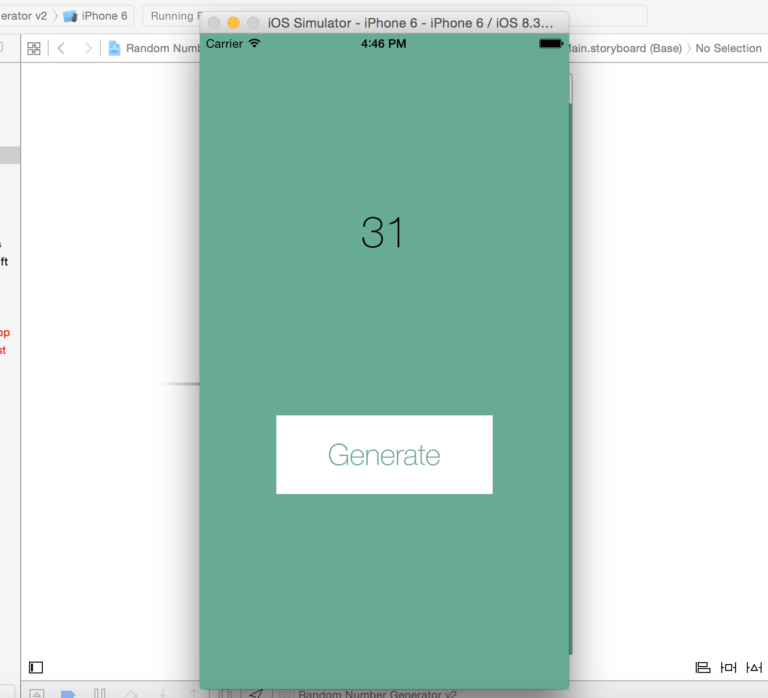 erator v2 〉 iPhone 6
Running
iOS Simulator - iPhone 6 - iPhone 6 / iOS 8.3...
Random Num
Main.storyboard (Base) 〉 No Selection
Carrier
4:46 PM
31
ft
op
st
Generate
Random Number Generator v2